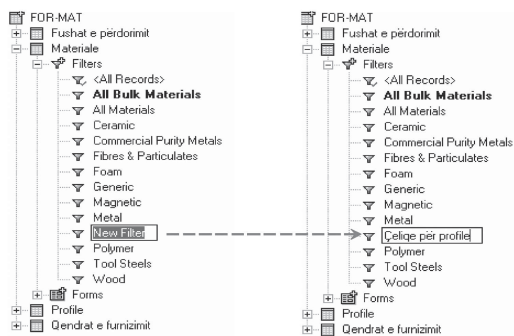 FOR-MAT
Fushat e përdorimit
Materiale
Filters
<All Records>
All Bulk Materials
All Materials
Ceramic
Commercial Purity Metals
Fibres & Particulates
Foam
Generic
Magnetic
Metal
New Filter
Polymer
Tool Steels
Wood
Forms
Profile
Qendrat e furnizimit
FOR-MAT
Fushat e përdorimit
Materiale
Filters
<All Records>
All Bulk Materials
All Materials
Ceramic
Commercial Purity Metals
Fibres & Particulates
Foam
Generic
Magnetic
Metal
Çeliqe për profile
Polymer
Tool Steels
Wood
Forms
Profile
Qendrat e furnizimit